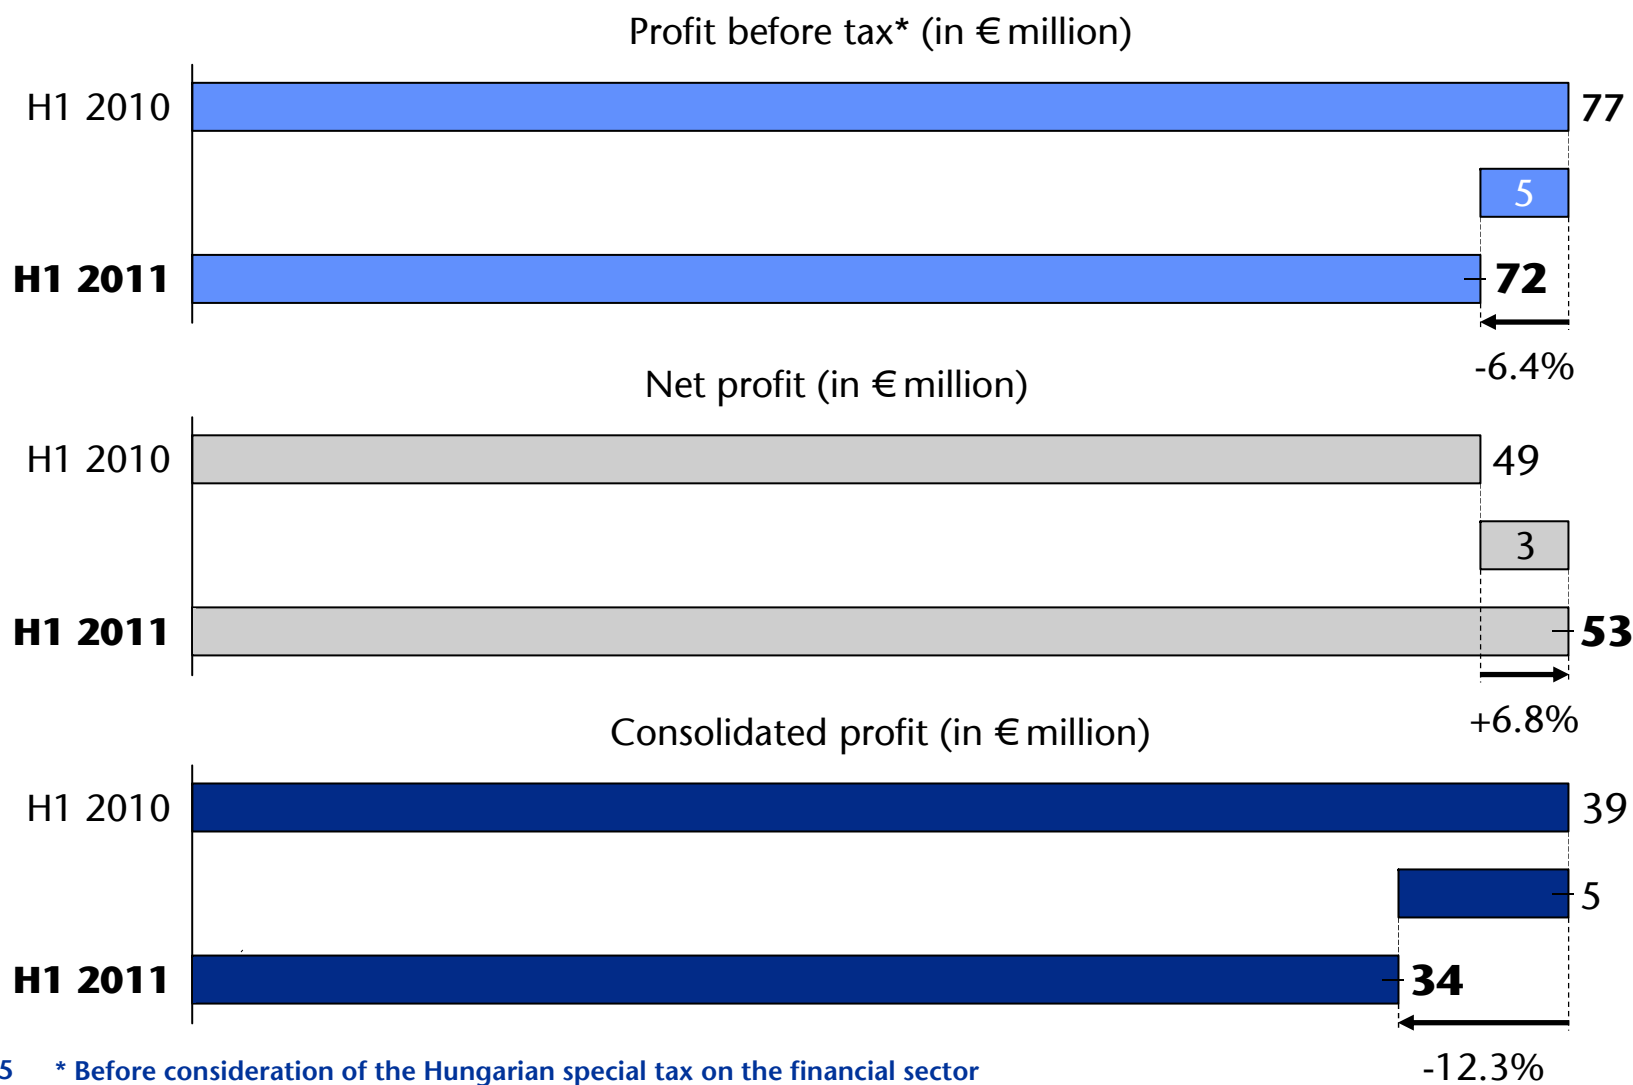 Profit before tax* (in € million)
H1 2010 77
5
H1 2011 72
-6.4%
Net profit (in € million)
H1 2010 49
3
H1 2011 53
+6.8%
Consolidated profit (in € million)
H1 2010 39
5
H1 2011 34
-12.3%
5 * Before consideration of the Hungarian special tax on the financial sector